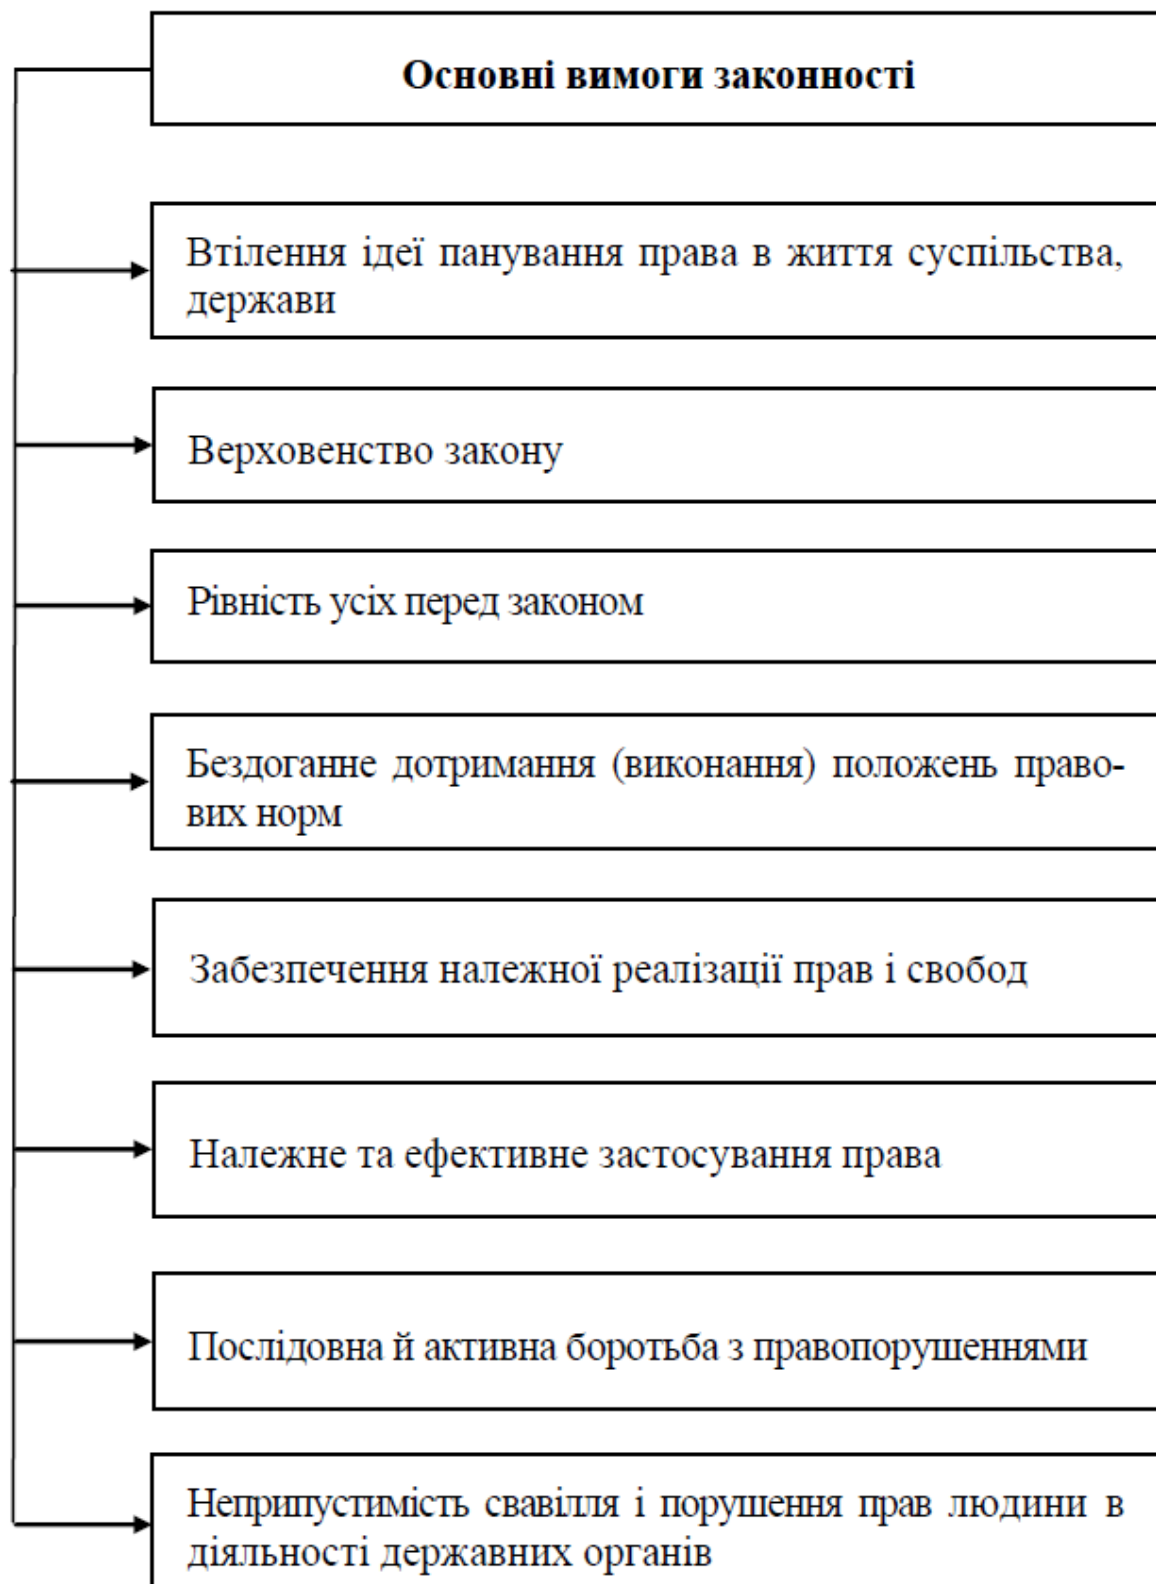 Основні вимоги законності
Втілення ідеї панування права в життя суспільства,
держави
Верховенство закону
Рівність усіх перед законом
Бездоганне дотримання (виконання) положень право-
вих норм
Забезпечення належної реалізації прав і свобод
Належне та ефективне застосування права
Послідовна й активна боротьба з правопорушеннями
Неприпустимість свавілля і порушення прав людини в
діяльності державних органів